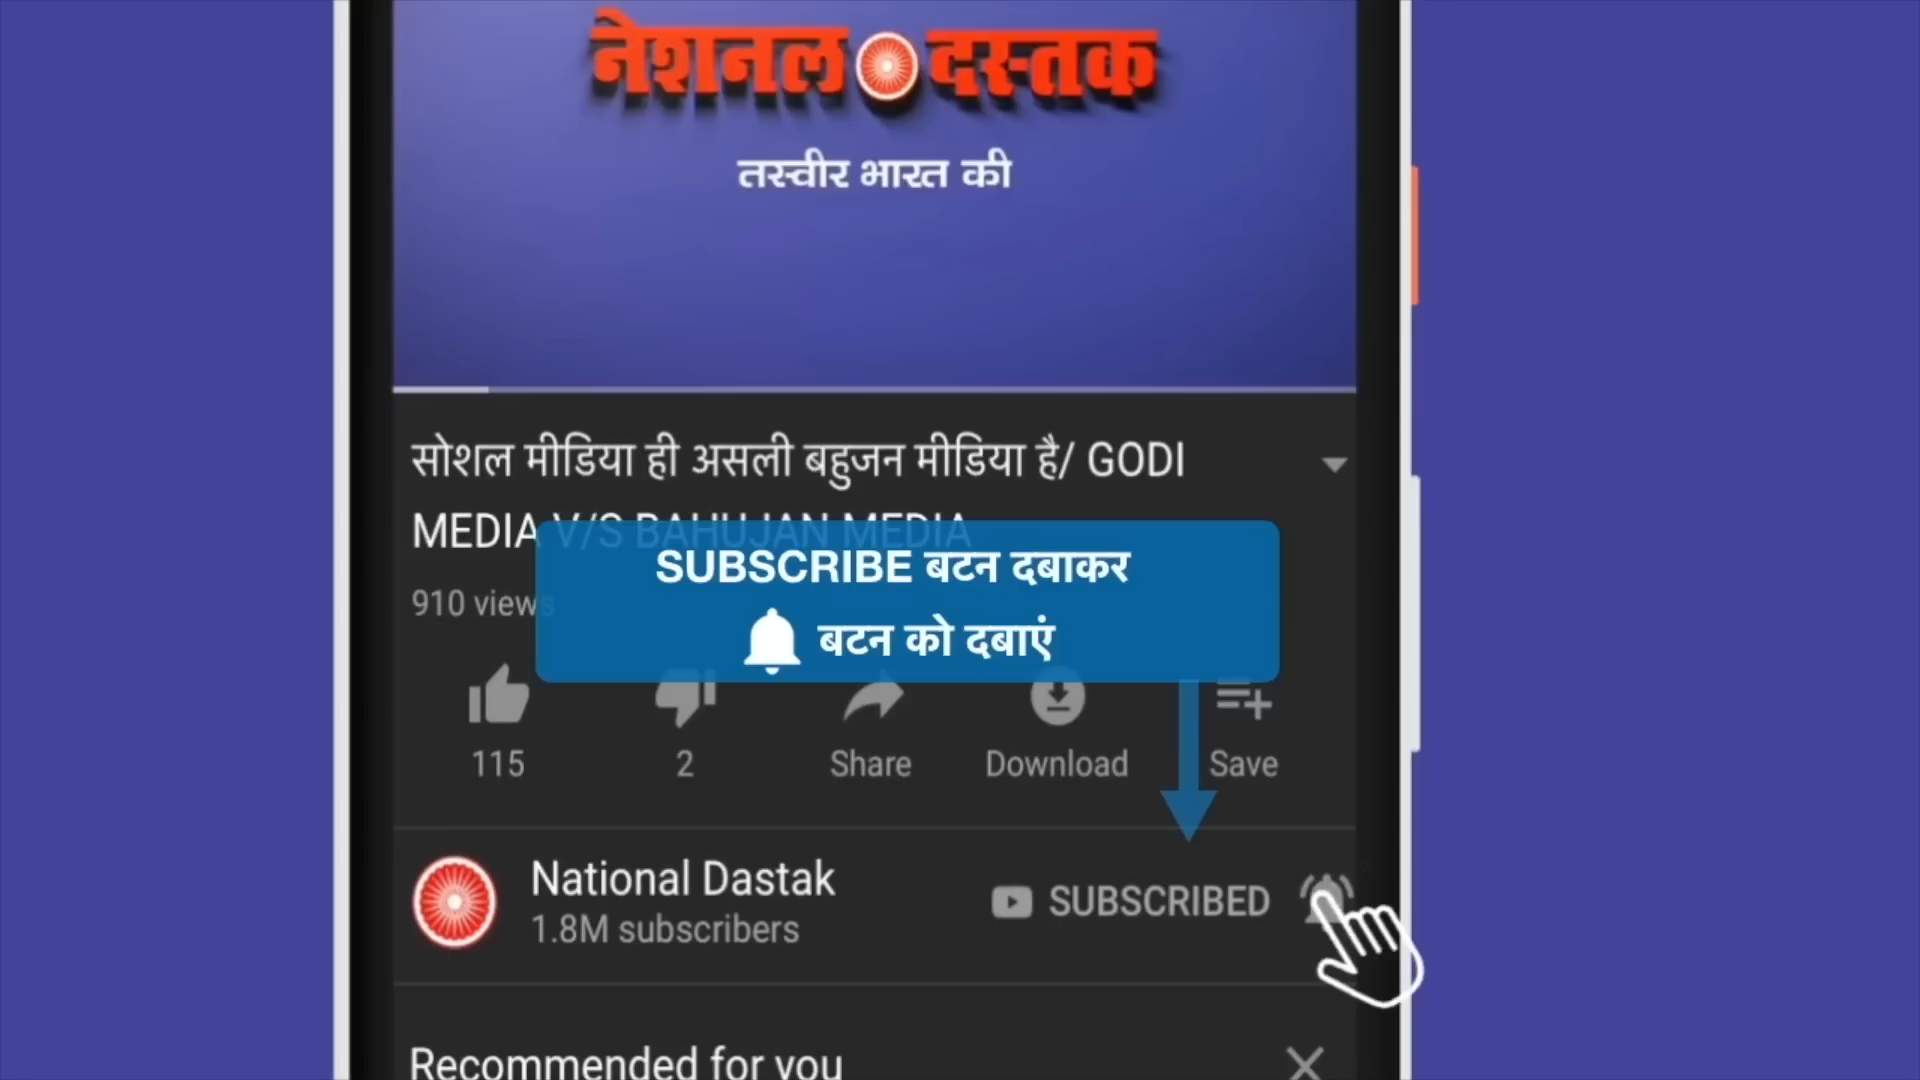 नेशनल दस्तक
तस्वीर भारत की
सोशल मीडिया ही असली बहुजन मीडिया है/ GODI
MEDIA V/S BAHUJAN MEDIA
SUBSCRIBE बटन दबाकर
बटन को दबाएं
910 views
115
2
Share
Download
Save
National Dastak
1.8M subscribers
SUBSCRIBED
Recommended for you